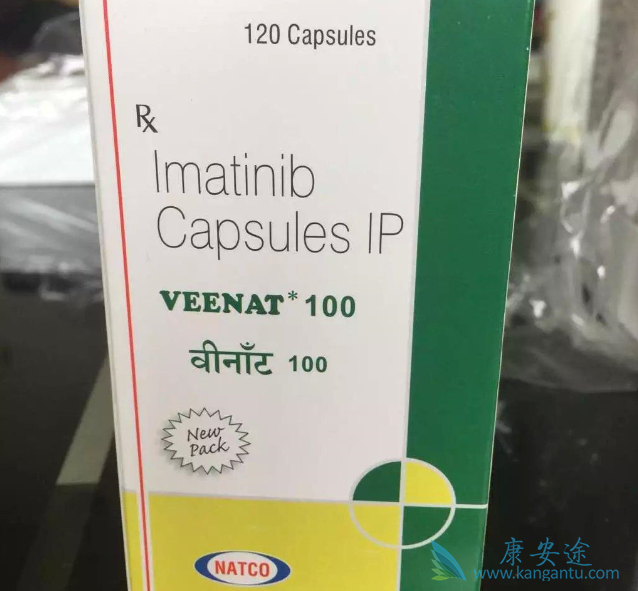 120 Capsules
Rx
Imatinib
Capsules IP
VEENAT* 100
वीनॉंट 100
New
Pack
NATCO
康安途
www.kangantu.com